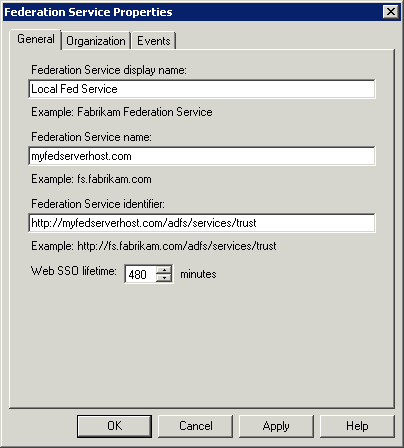 Federation Service Properties
General Organization Events
Federation Service display name:
Local Fed Service
Example: Fabrikam Federation Service
Federation Service name:
myfedserverhost.com
Example: fs.fabrikam.com
Federation Service identifier:
http://myfedserverhost.com/adfs/services/trust
Example: http://fs.fabrikam.com/adfs/services/trust
Web SSO lifetime: 480 minutes
OK Cancel Apply Help